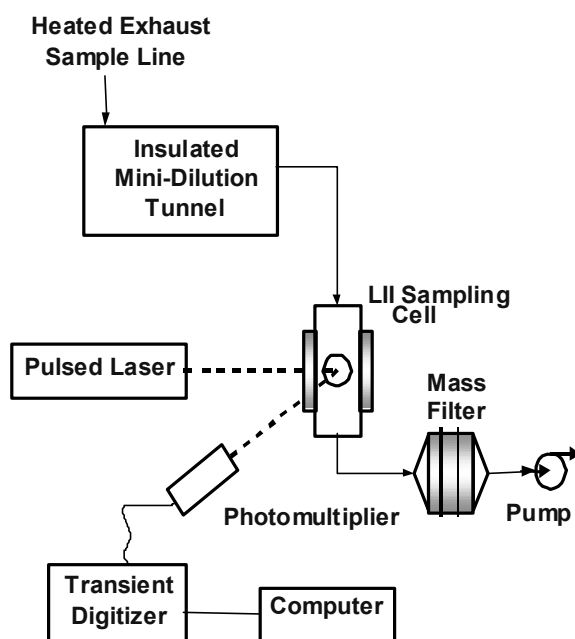 Heated Exhaust
Sample Line
Insulated
Mini-Dilution
Tunnel
LII Sampling
Cell
Pulsed Laser
Mass
Filter
Photomultiplier
Pump
Transient
Digitizer
Computer